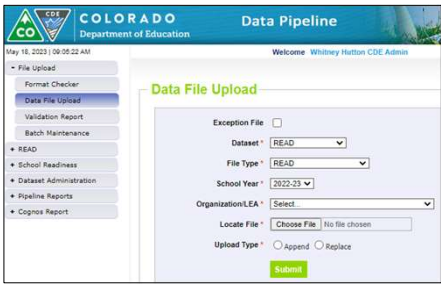 CDE
CO
COLORADO
Department of Education
Data Pipeline
May 18, 2023 | 09:05:22 AM
Welcome Whitney Hutton CDE Admin
File Upload
Format Checker
Data File Upload
Validation Report
Batch Maintenance
+ READ
+ School Readiness
+ Dataset Administration
+ Pipeline Reports
+ Cognos Report
Data File Upload
Exception File
Dataset * READ
File Type * READ
School Year * 2022-23
Organization/LEA * Select...
Locate File * Choose File No file chosen
Upload Type * Append Replace
Submit